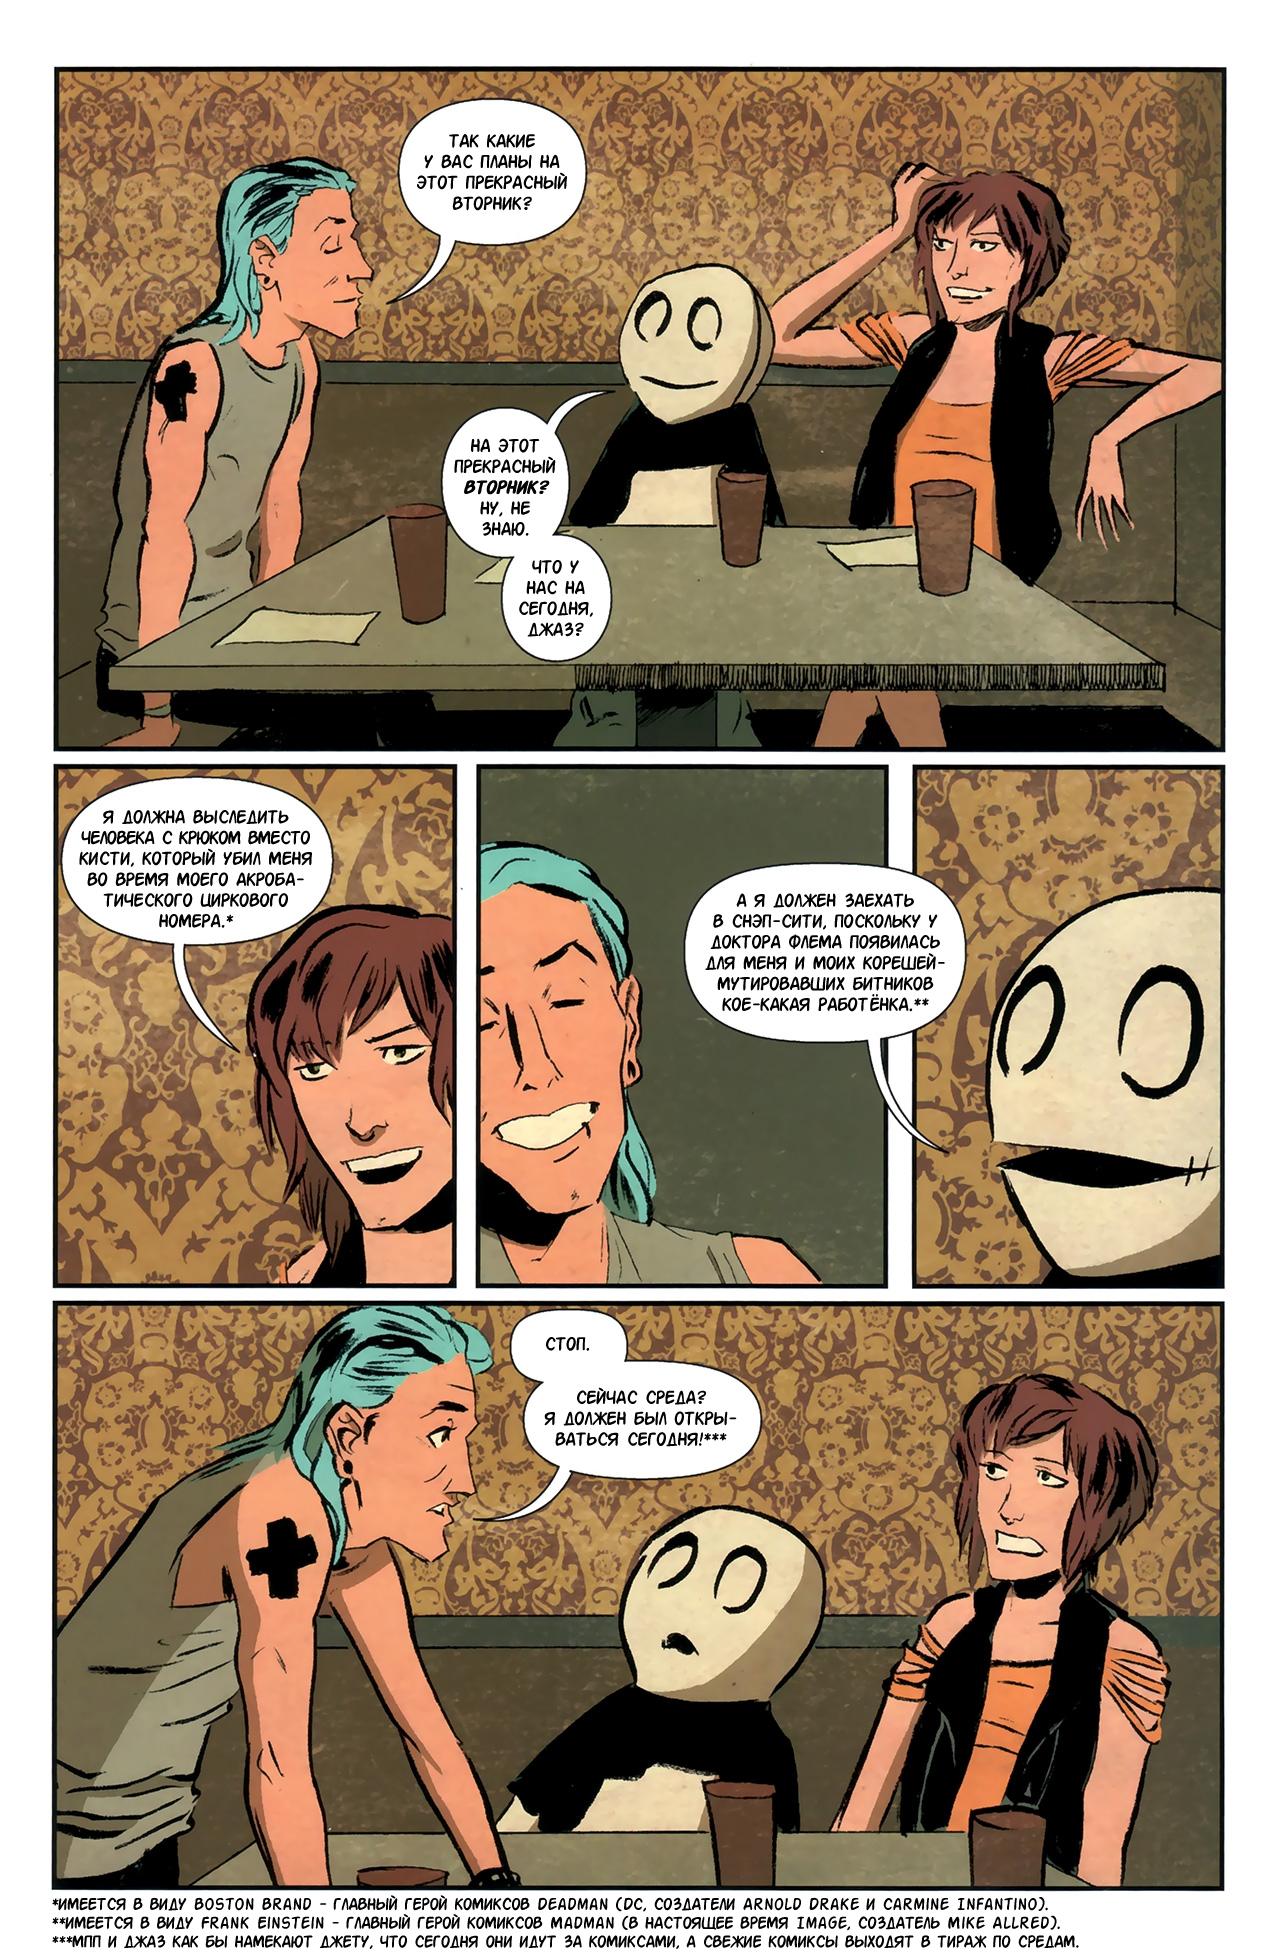 ТАК КАКИЕ
У ВАС ПЛАНЫ НА
ЭТОТ ПРЕКРАСНЫЙ
ВТОРНИК?
НА ЭТОТ
ПРЕКРАСНЫЙ
ВТОРНИК?
НУ, НЕ
ЗНАЮ.
ЧТО У
НАС НА
СЕГОДНЯ,
ДЖАЗ?
Я ДОЛЖНА ВЫСЛЕДИТЬ
ЧЕЛОВЕКА С КРЮКОМ ВМЕСТО
КИСТИ, КОТОРЫЙ УБИЛ МЕНЯ
ВО ВРЕМЯ МОЕГО АКРОБА-
ТИЧЕСКОГО ЦИРКОВОГО
НОМЕРА.*
А Я ДОЛЖЕН ЗАЕХАТЬ
В СНЭП-СИТИ, ПОСКОЛЬКУ У
ДОКТОРА ФЛЕМА ПОЯВИЛАСЬ
ДЛЯ МЕНЯ И МОИХ КОРЕШЕЙ-
МУТИРОВАВШИХ БИТНИКОВ
КОЕ-КАКАЯ РАБОТЁНКА.**
СТОП.
СЕЙЧАС СРЕДА?
Я ДОЛЖЕН БЫЛ ОТКРЫ-
ВАТЬСЯ СЕГОДНЯ!***
*ИМЕЕТСЯ В ВИДУ BOSTON BRAND - ГЛАВНЫЙ ГЕРОЙ КОМИКСОВ DEADMAN (DC, СОЗДАТЕЛИ ARNOLD DRAKE И CARMINE INFANTINO).
**ИМЕЕТСЯ В ВИДУ FRANK EINSTEIN - ГЛАВНЫЙ ГЕРОЙ КОМИКСОВ MADMAN (В НАСТОЯЩЕЕ ВРЕМЯ IMAGE, СОЗДАТЕЛЬ MIKE ALLRED).
***МПП И ДЖАЗ КАК БЫ НАМЕКАЮТ ДЖЕТУ, ЧТО СЕГОДНЯ ОНИ ИДУТ ЗА КОМИКСАМИ, А СВЕЖИЕ КОМИКСЫ ВЫХОДЯТ В ТИРАЖ ПО СРЕДАМ.